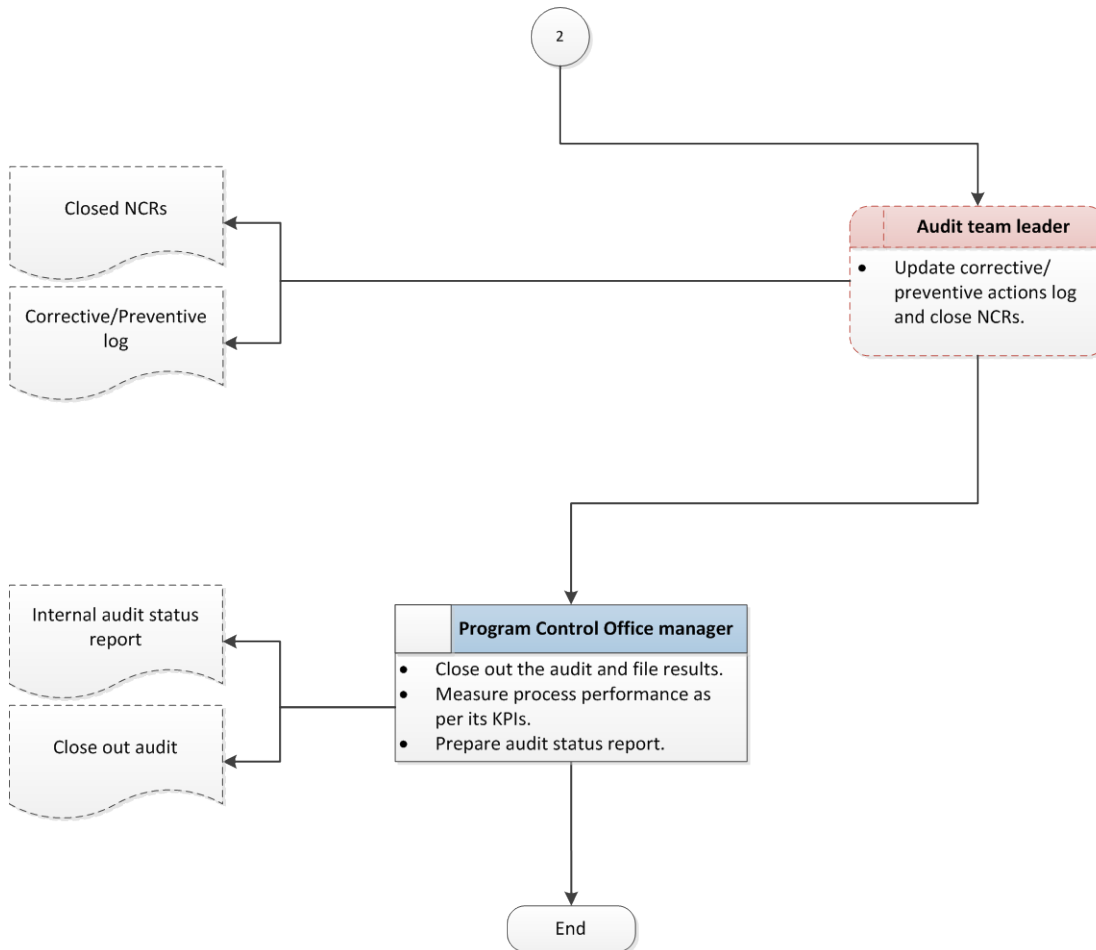 2
Closed NCRs
Audit team leader
• Update corrective/
preventive actions log
and close NCRs.
Corrective/Preventive
log
Internal audit status
report
Program Control Office manager
• Close out the audit and file results.
• Measure process performance as
per its KPIs.
• Prepare audit status report.
Close out audit
End